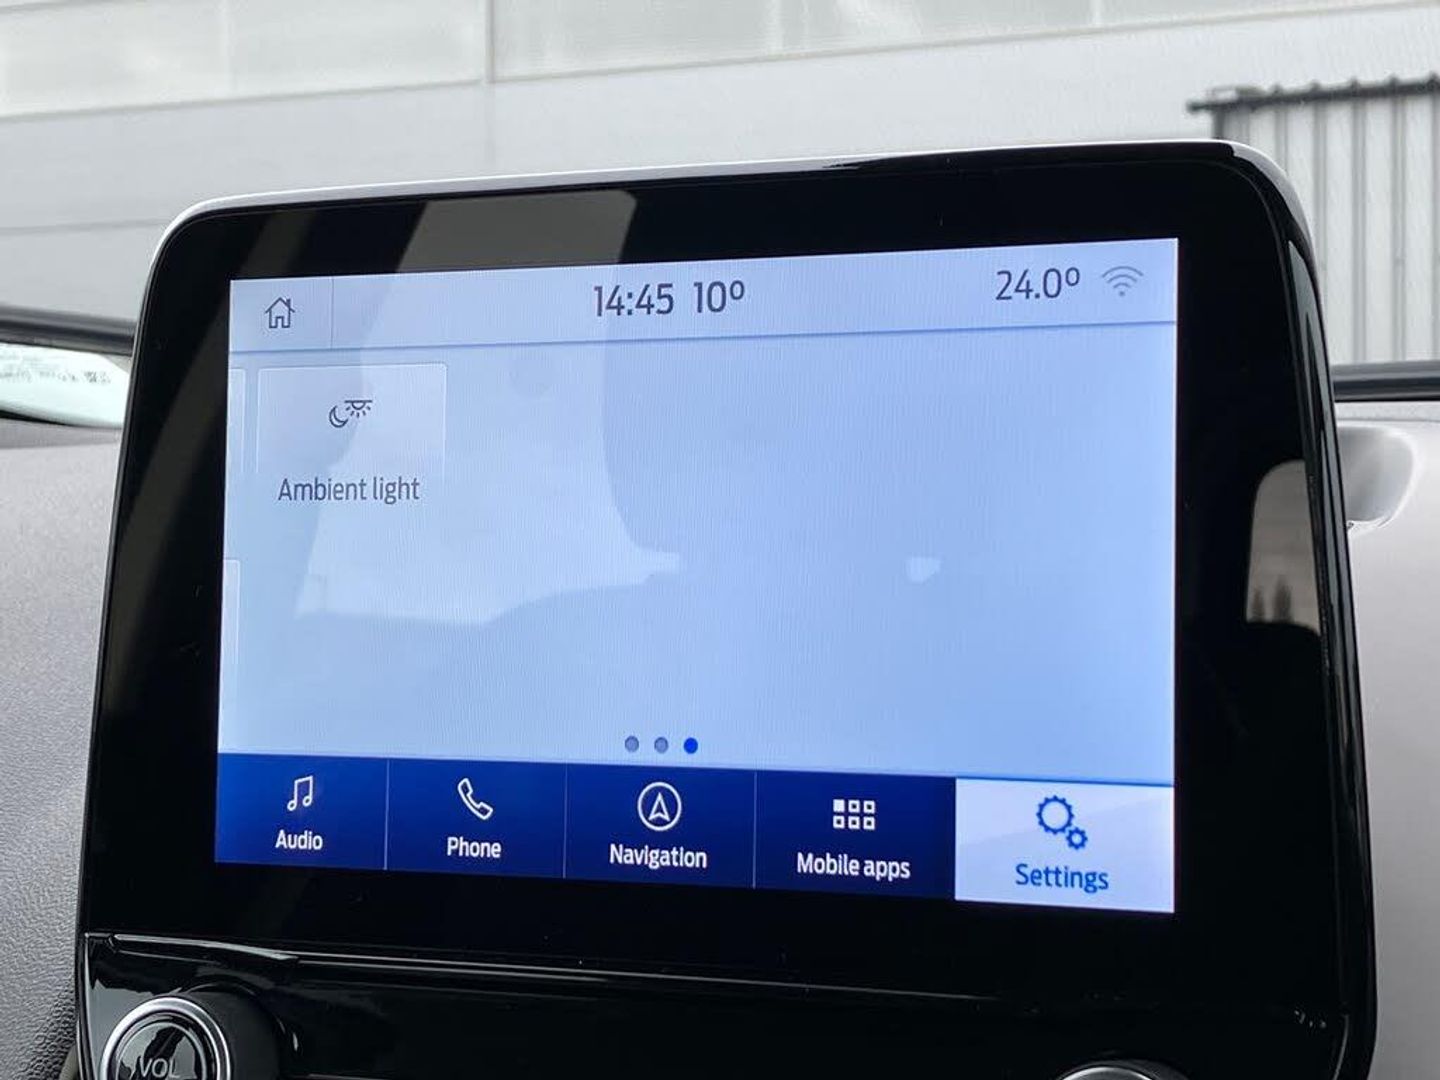 14:45 10° 24.0°
Ambient light
Audio
Phone
Navigation
Mobile apps
Settings
VOL